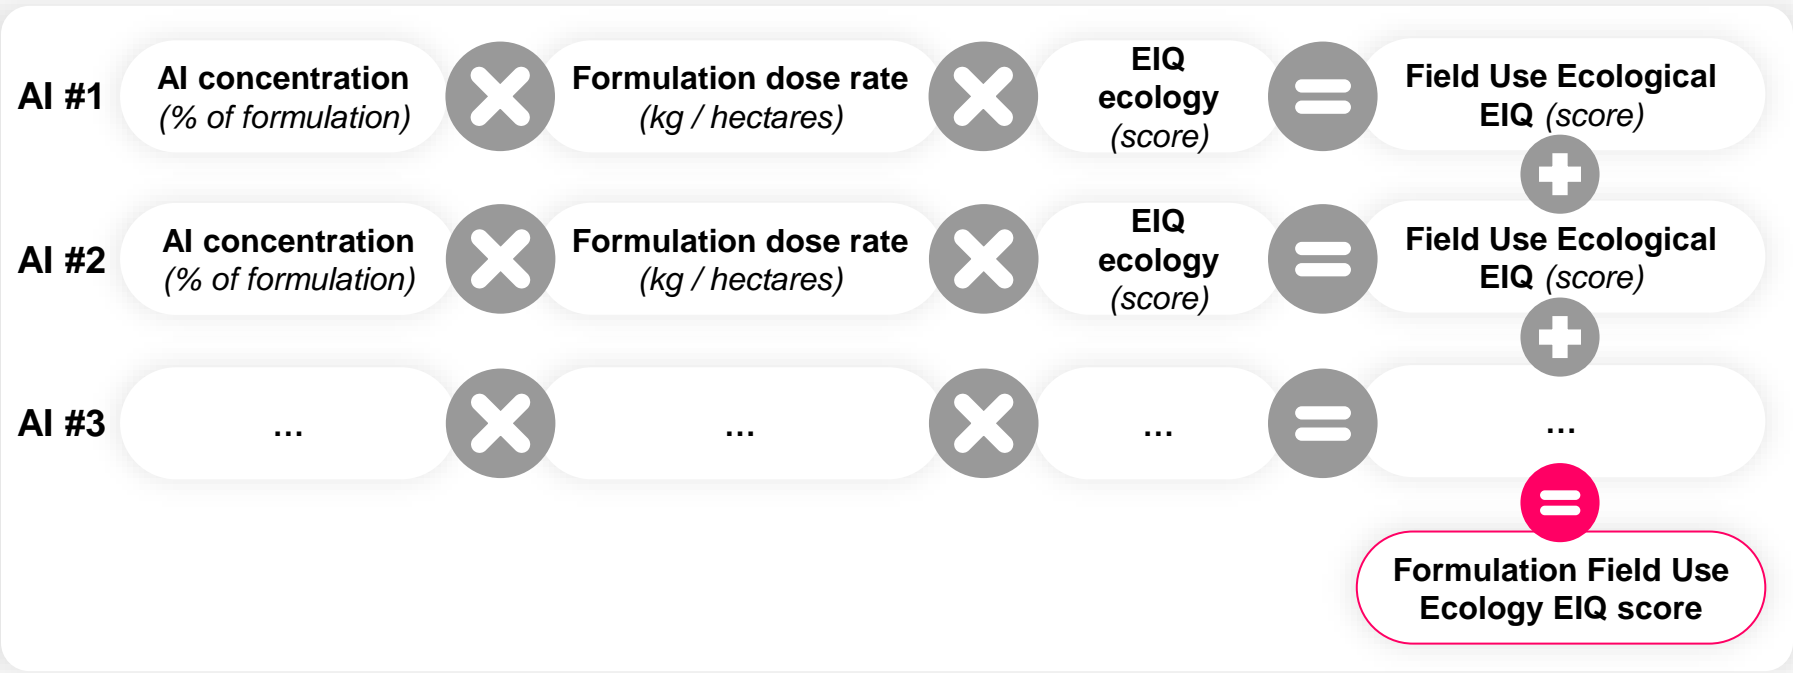 AI #1
AI concentration
(% of formulation)
Formulation dose rate
(kg / hectares)
EIQ
ecology
(score)
Field Use Ecological
EIQ (score)
AI #2
AI concentration
(% of formulation)
Formulation dose rate
(kg / hectares)
EIQ
ecology
(score)
Field Use Ecological
EIQ (score)
AI #3
...
...
...
...
Formulation Field Use
Ecology EIQ score